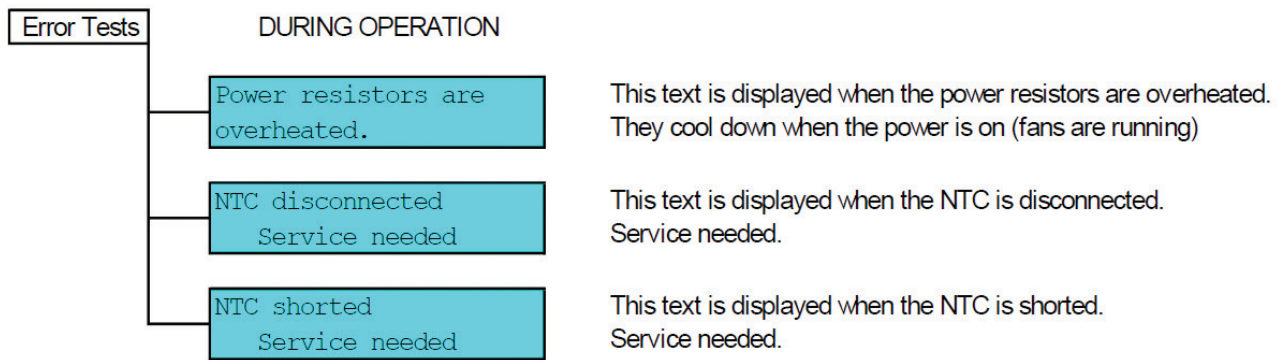 Error Tests
DURING OPERATION
Power resistors are
overheated.
This text is displayed when the power resistors are overheated.
They cool down when the power is on (fans are running)
NTC disconnected
Service needed
This text is displayed when the NTC is disconnected.
Service needed.
NTC shorted
Service needed
This text is displayed when the NTC is shorted.
Service needed.